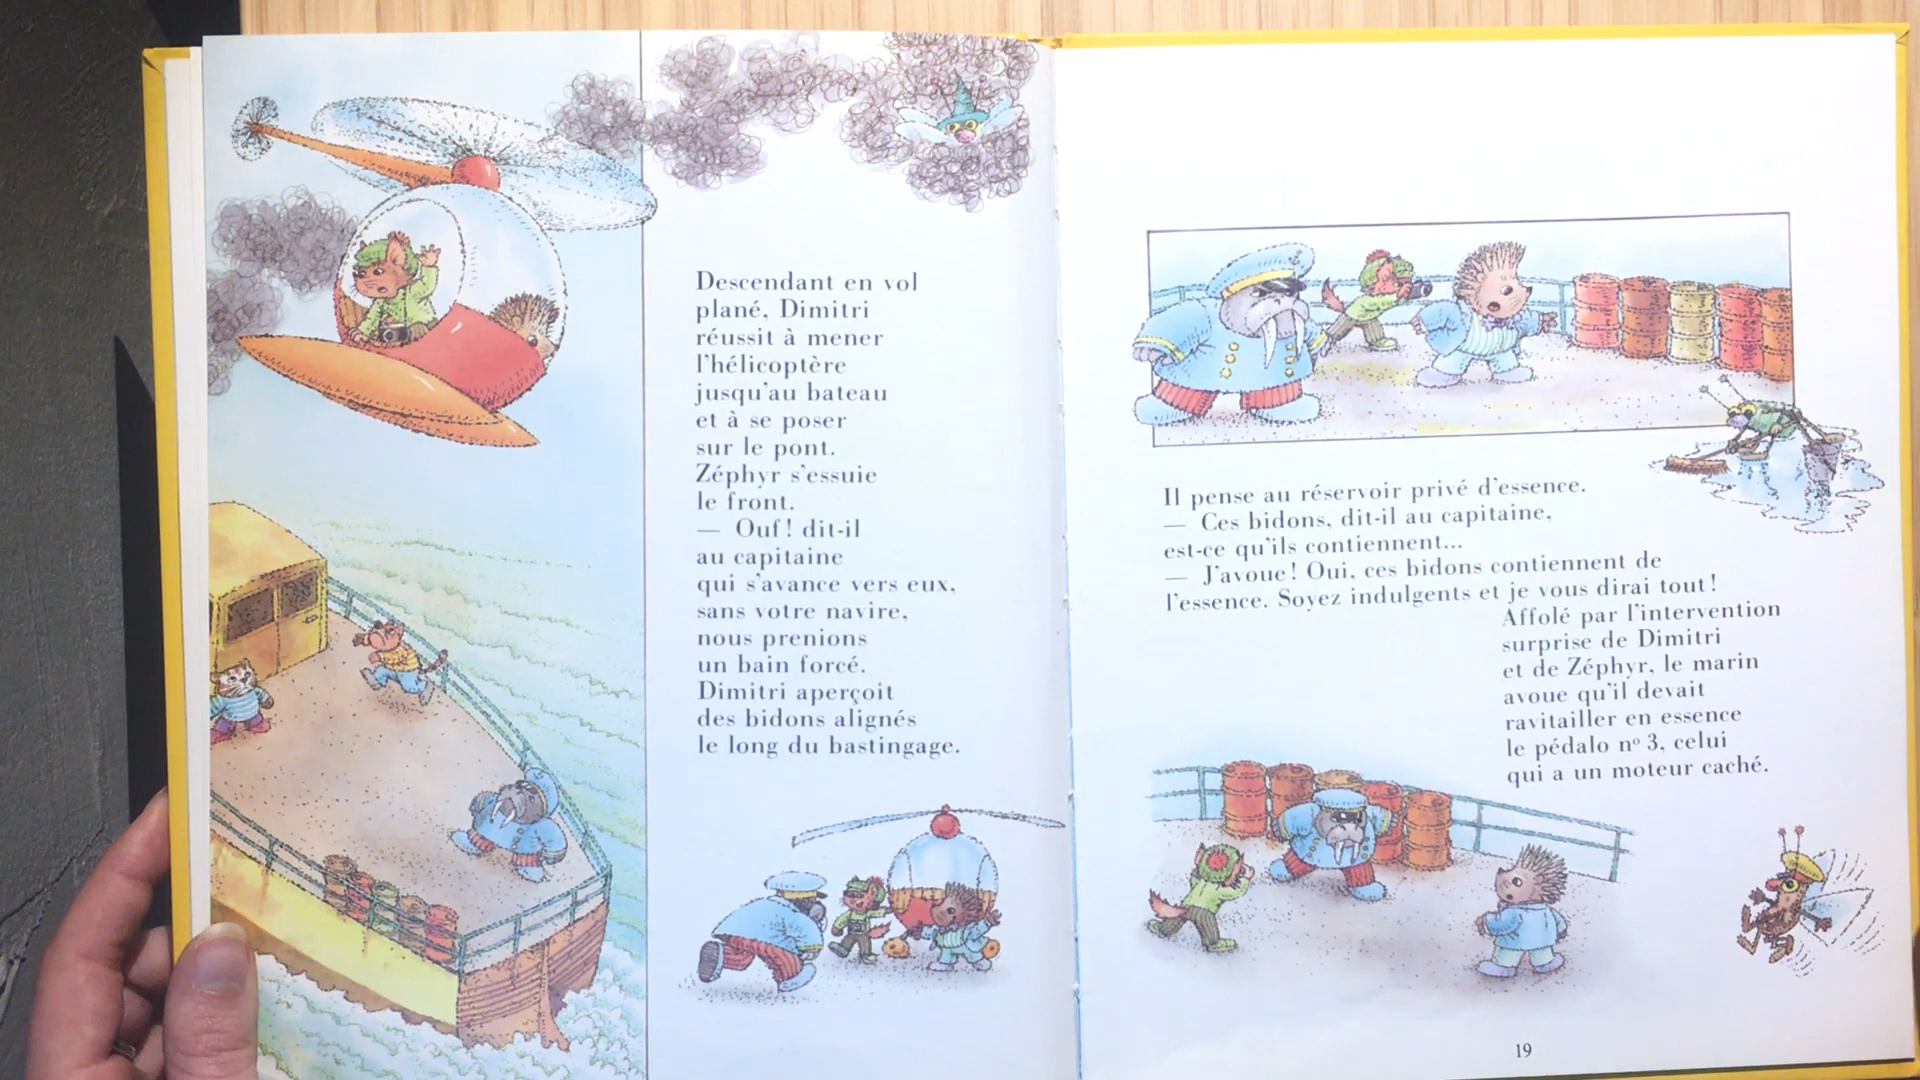 Descendant en vol
plané, Dimitri
réussit à mener
l'hélicoptère
jusqu'au bateau
et à se poser
sur le pont.
Zéphyr s'essuie
le front.
— Ouf! dit-il
au capitaine
qui s'avance vers eux,
sans votre navire,
nous prenions
un bain forcé.
Dimitri aperçoit
des bidons alignés
le long du bastingage.
Il pense au réservoir privé d'essence.
— Ces bidons, dit-il au capitaine,
est-ce qu'ils contiennent...
— J'avoue! Oui, ces bidons contiennent de
l'essence. Soyez indulgents et je vous dirai tout!
Affolé par l'intervention
surprise de Dimitri
et de Zéphyr, le marin
avoue qu'il devait
ravitailler en essence
le pédalo nº 3, celui
qui a un moteur caché.
19